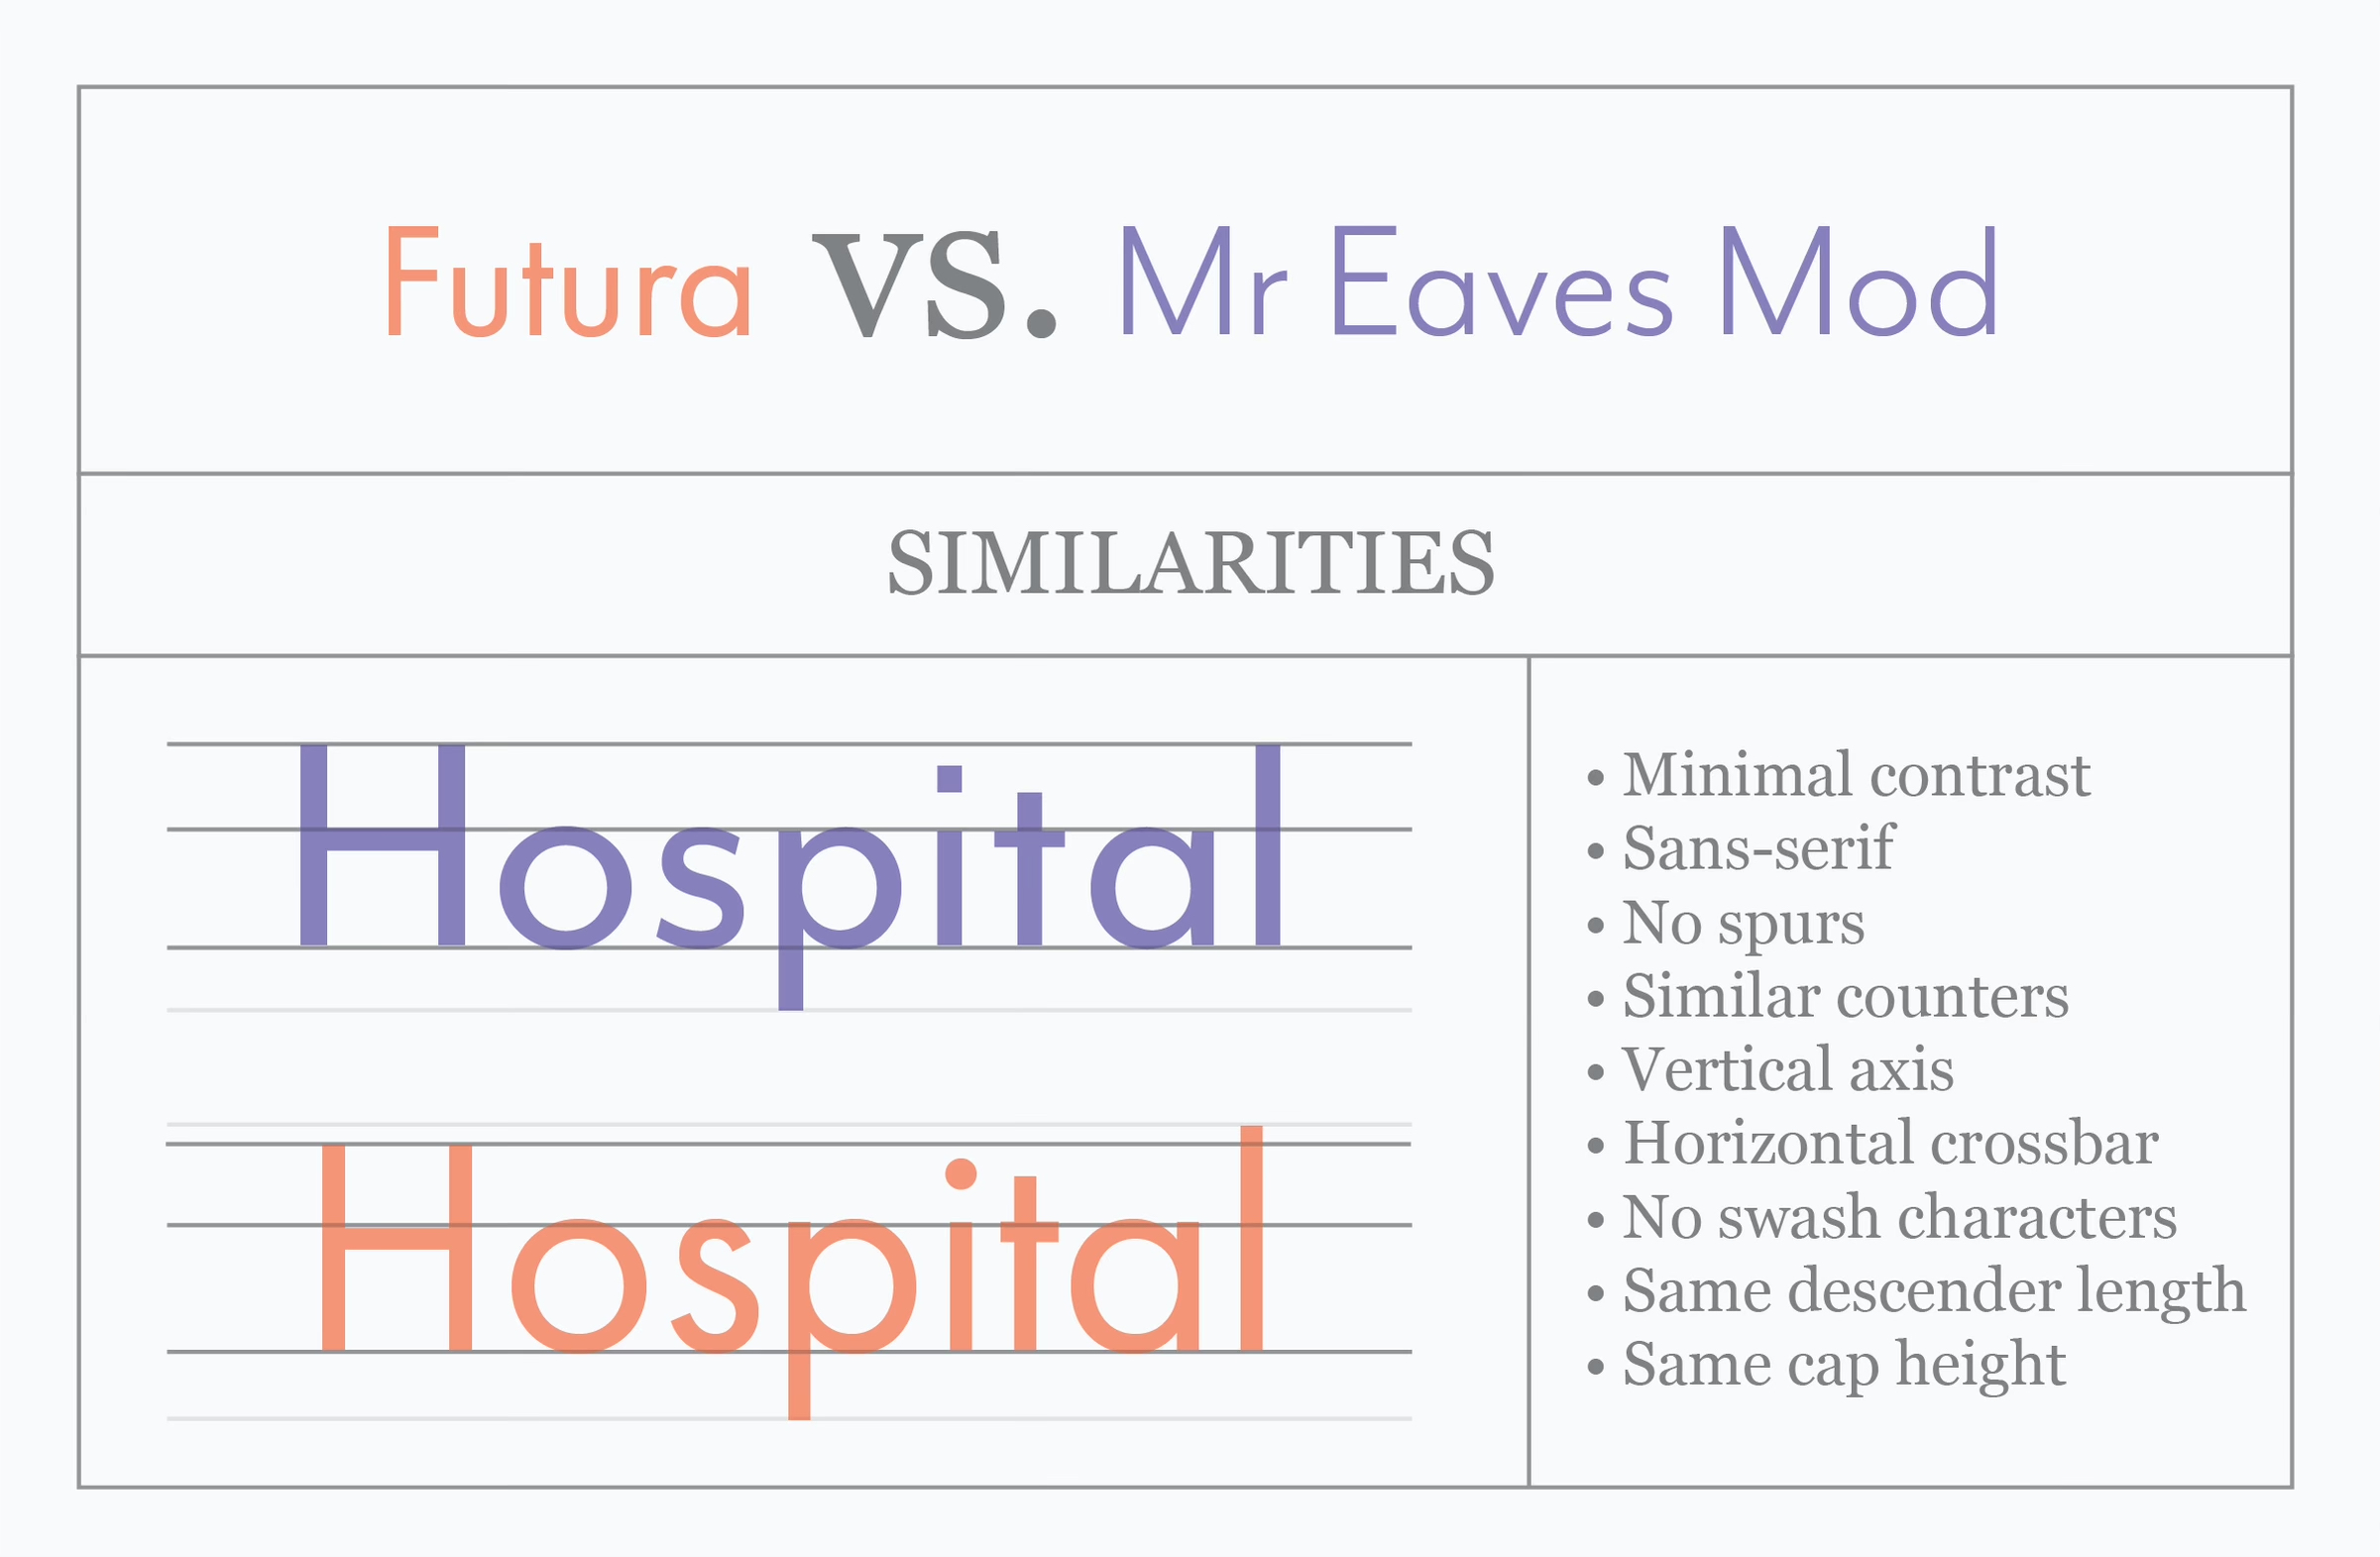 Futura vs. Mr Eaves Mod
SIMILARITIES
Hospital
Hospital
• Minimal contrast
• Sans-serif
• No spurs
• Similar counters
• Vertical axis
• Horizontal crossbar
• No swash characters
• Same descender length
• Same cap height